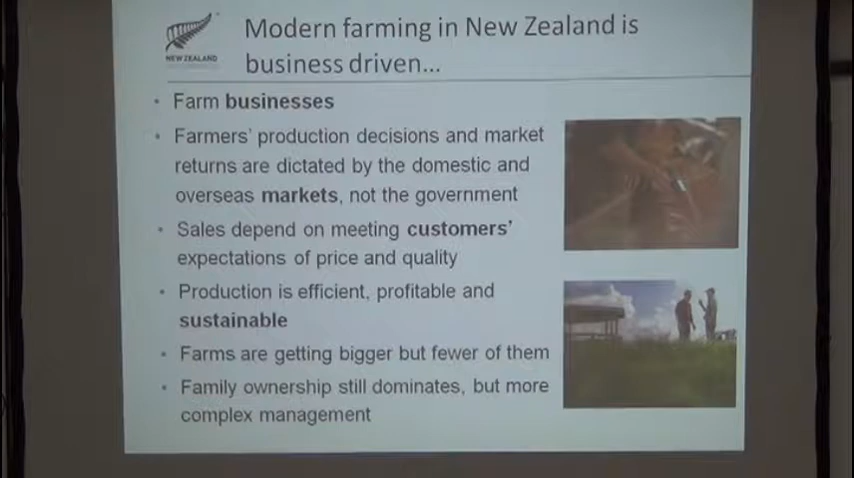 NEW ZEALAND
Modern farming in New Zealand is
business driven...
• Farm businesses
• Farmers' production decisions and market
returns are dictated by the domestic and
overseas markets, not the government
• Sales depend on meeting customers'
expectations of price and quality
• Production is efficient, profitable and
sustainable
• Farms are getting bigger but fewer of them
• Family ownership still dominates, but more
complex management